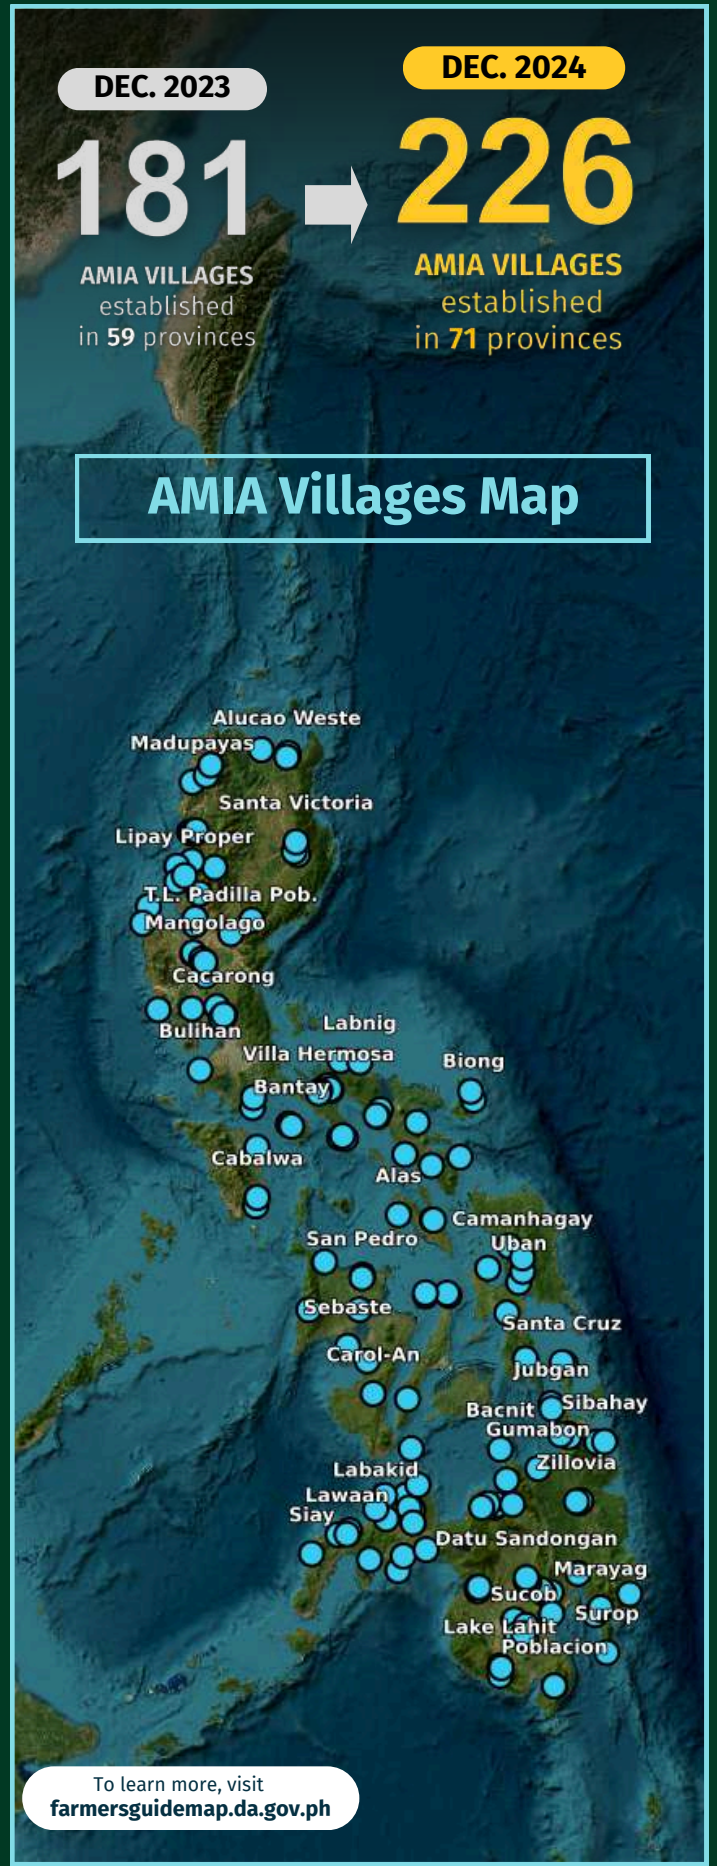 DEC. 2023
181
AMIA VILLAGES
established
in 59 provinces
DEC. 2024
226
AMIA VILLAGES
established
in 71 provinces
AMIA Villages Map
Alucao Weste
Madupayas
Santa Victoria
Lipay Proper
T.L. Padilla Pob.
Mangolago
Cacarong
Labnig
Bulihan
Villa Hermosa
Biong
Bantay
Cabalwa
Alas
Camanhagay
San Pedro
Uban
Sebaste
Santa Cruz
Carol-An
Jubgan
Sibahay
Bacnit
Gumabon
Zillovia
Labakid
Lawaan
Siay
Datu Sandongan
Marayag
Sucob
Surop
Lake Lahit
Poblacion
To learn more, visit
farmersguidemap.da.gov.ph